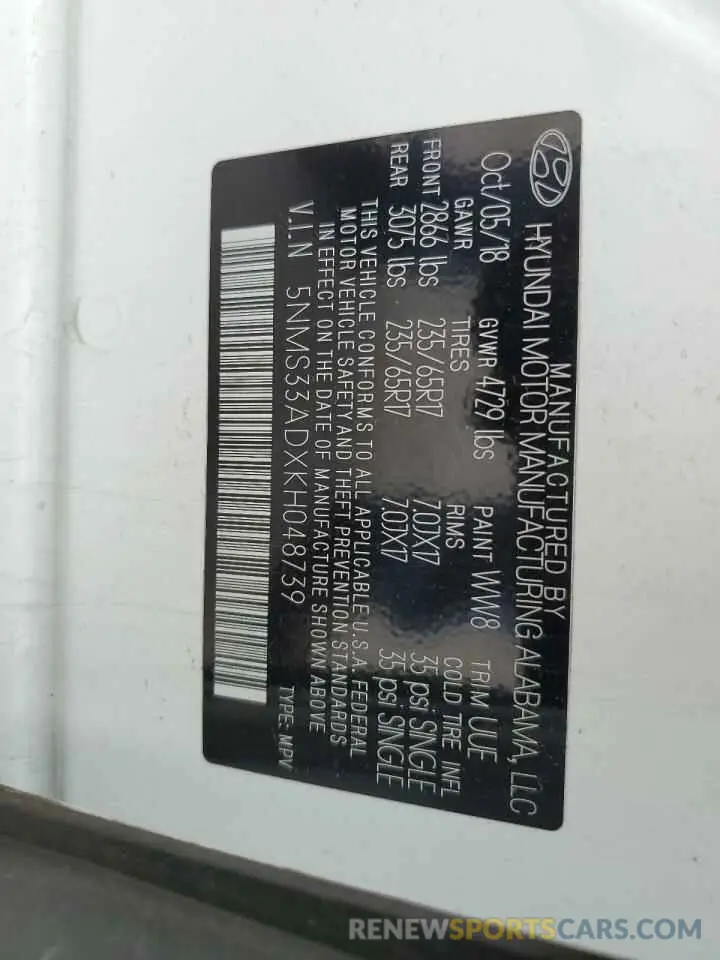 MANUFACTURED BY
HYUNDAI MOTOR MANUFACTURING ALABAMA, LLC
Oct/05/18 GVWR 4729 lbs PAINT WW8 TRIM UUE
GAWR TIRES RIMS COLD TIRE INFL
FRONT 2866 lbs 235/65R17 7.0JX17 35 psi SINGLE
REAR 3075 lbs 235/65R17 7.0JX17 35 psi SINGLE
THIS VEHICLE CONFORMS TO ALL APPLICABLE U.S.A. FEDERAL
MOTOR VEHICLE SAFETY AND THEFT PREVENTION STANDARDS
IN EFFECT ON THE DATE OF MANUFACTURE SHOWN ABOVE
V.I.N 5NMS33ADXKH048739 TYPE: MPV
RENEWSPORTSCARS.COM